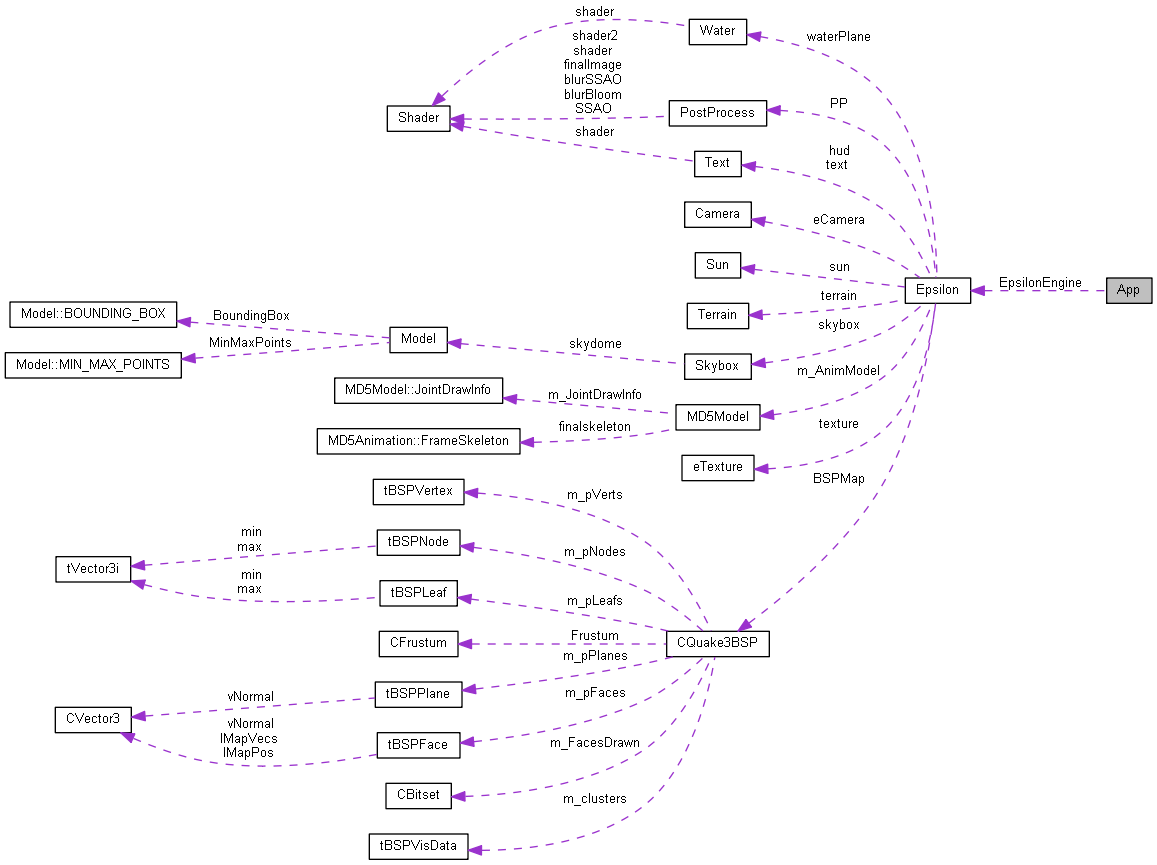 shader
Water
waterPlane
shader2
shader
finalImage
blurSSAO
blurBloom
SSAO
Shader
PostProcess
PP
shader
Text
hud
text
Camera
eCamera
Sun
sun
Epsilon
EpsilonEngine
App
Terrain
terrain
Model::BOUNDING_BOX
BoundingBox
Model
skydome
Skybox
skybox
Model::MIN_MAX_POINTS
MinMaxPoints
MD5Model::JointDrawInfo
m_JointDrawInfo
MD5Model
m_AnimModel
MD5Animation::FrameSkeleton
finalskeleton
eTexture
texture
BSPMap
tBSPVertex
m_pVerts
tVector3i
min
max
tBSPNode
m_pNodes
min
max
tBSPLeaf
m_pLeafs
CFrustum
Frustum
CQuake3BSP
m_pPlanes
tBSPPlane
vNormal
CVector3
m_pFaces
vNormal
lMapVecs
lMapPos
tBSPFace
m_FacesDrawn
CBitset
m_clusters
tBSPVisData